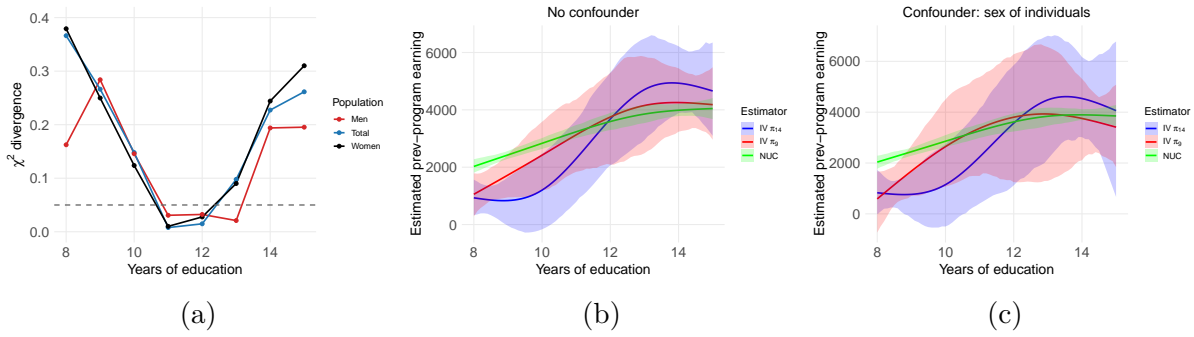 χ² divergence
0.4
0.3
0.2
0.1
0.0
8
10
12
14
Years of education
Population
Men
Total
Women
(a)
No confounder
Estimated prev−program earning
6000
4000
2000
0
8
10
12
14
Years of education
Estimator
IV π₁₄
IV π₉
NUC
(b)
Confounder: sex of individuals
Estimated prev−program earning
6000
4000
2000
0
8
10
12
14
Years of education
Estimator
IV π₁₄
IV π₉
NUC
(c)